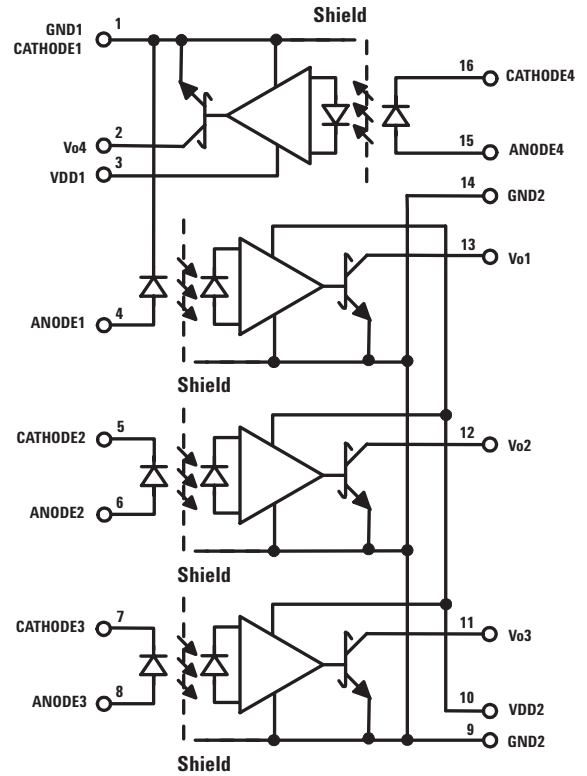 Shield
GND1 1
CATHODE1
16 CATHODE4
2
Vo4
3
VDD1
15 ANODE4
14 GND2
13 Vo1
4
ANODE1
Shield
5
CATHODE2
12 Vo2
6
ANODE2
Shield
7
CATHODE3
11 Vo3
8
ANODE3
10 VDD2
9 GND2
Shield